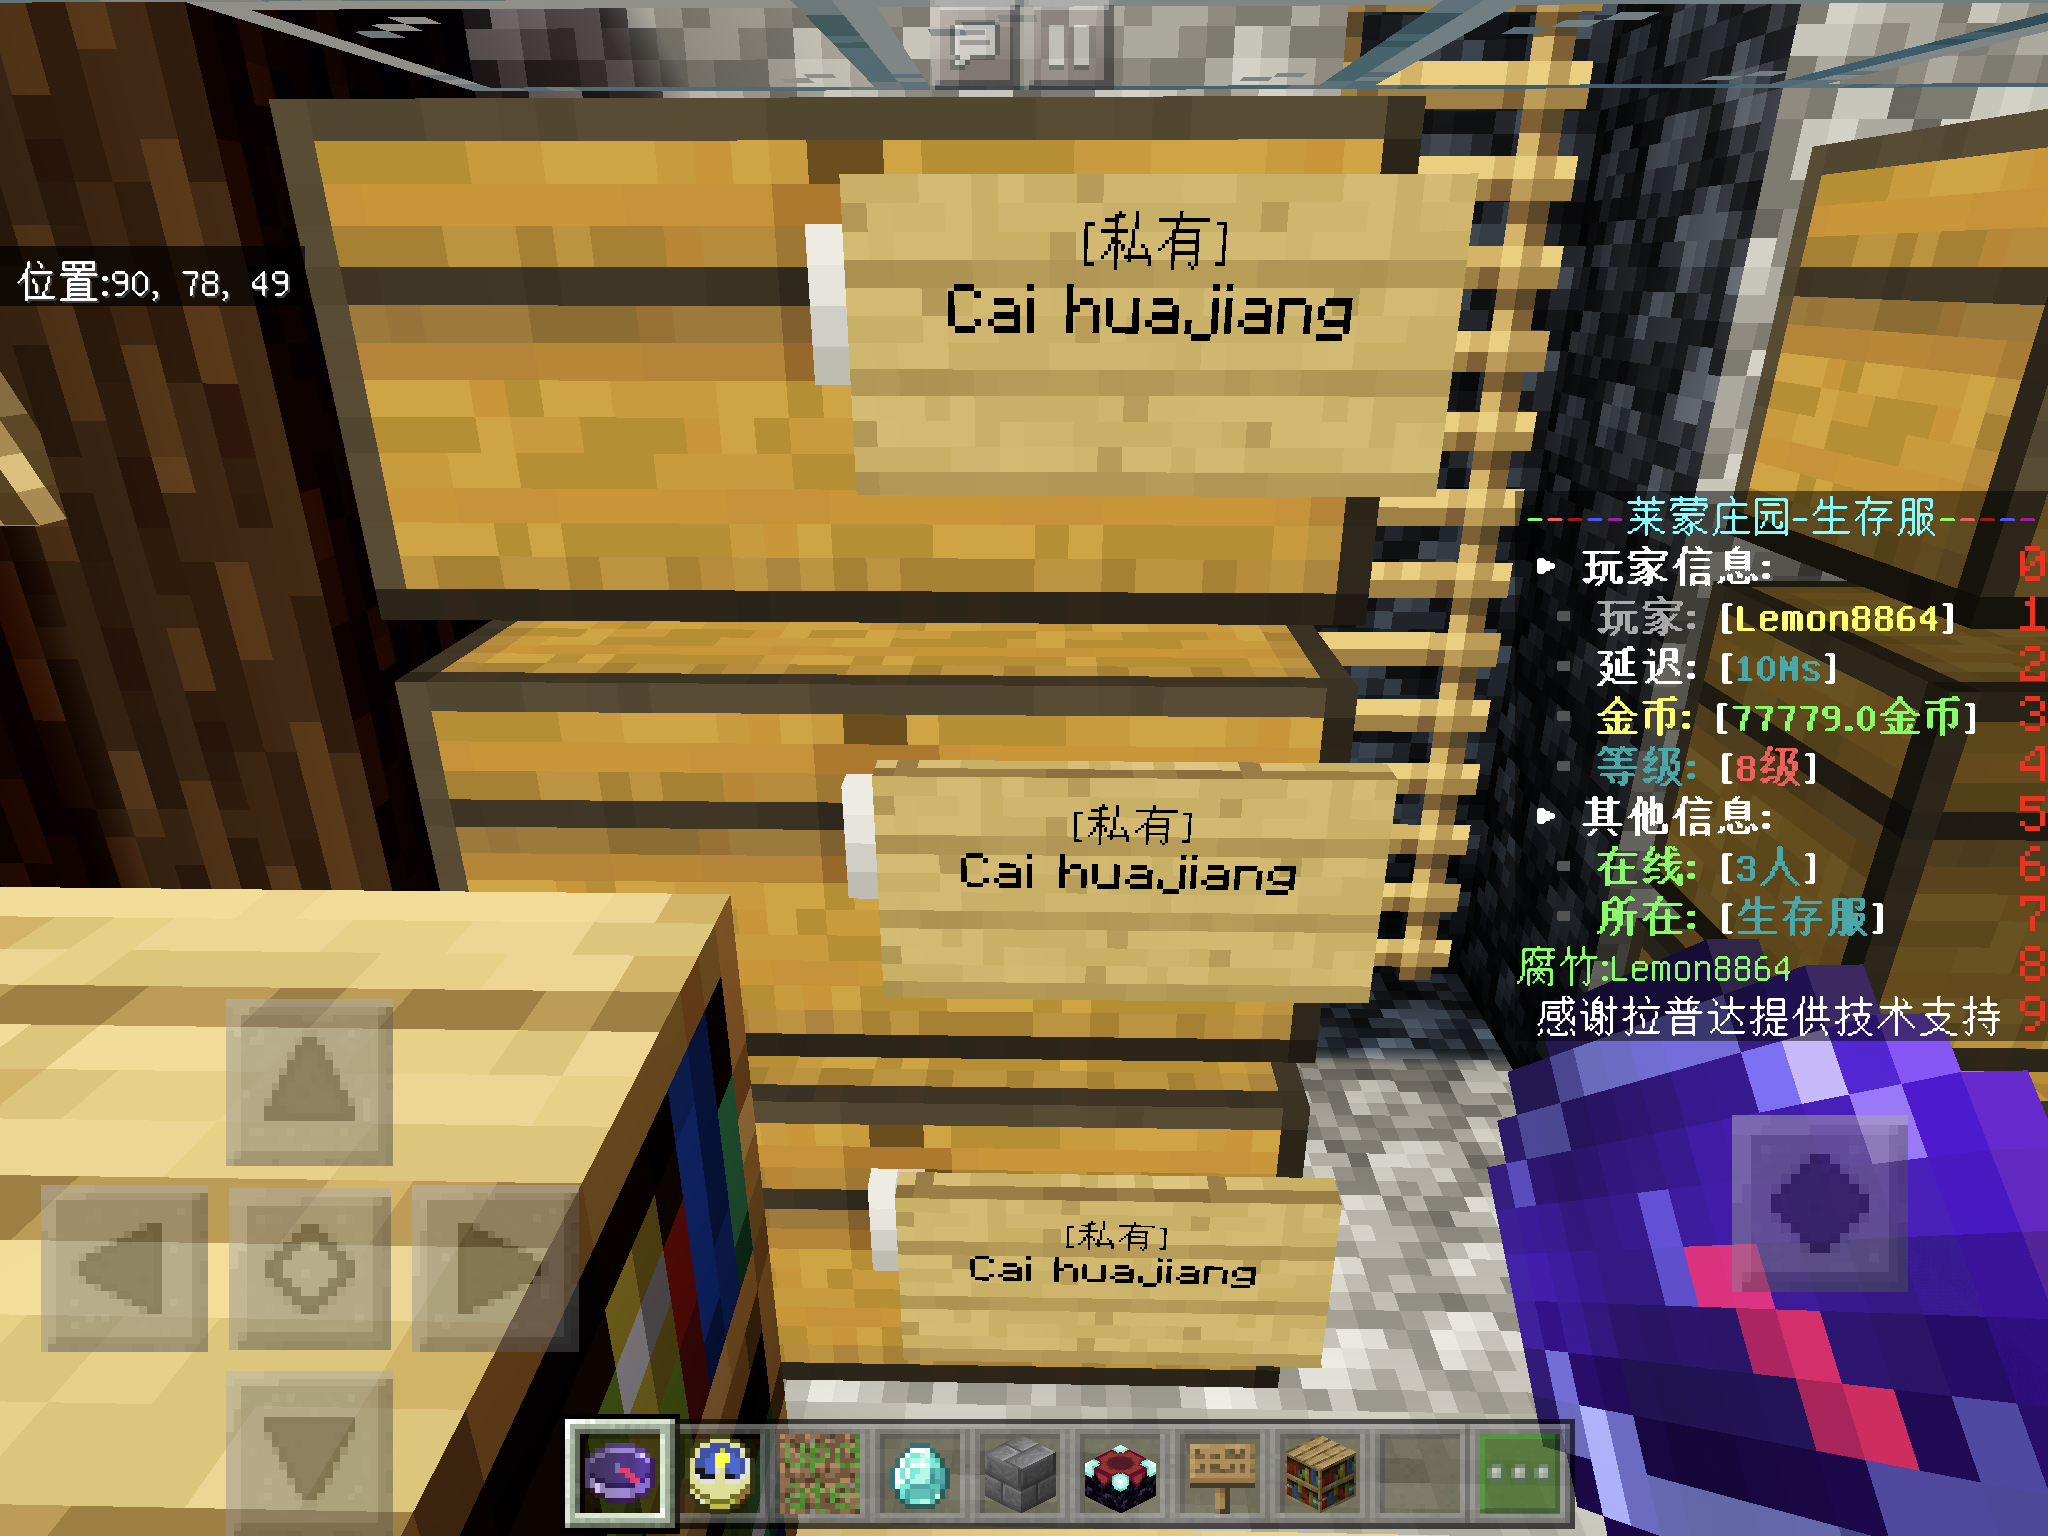 [私有]
Cai huajiang
位置:90, 78, 49
[私有]
Cai huajiang
[私有]
Cai huajiang
-----莱蒙庄园-生存服-----
玩家信息: 0
玩家: [Lemon8864] 1
延迟: [10Ms] 2
金币: [77779.0金币] 3
等级: [8级] 4
其他信息: 5
在线: [3人] 6
所在: [生存服] 7
腐竹:Lemon8864 8
感谢拉普达提供技术支持 9